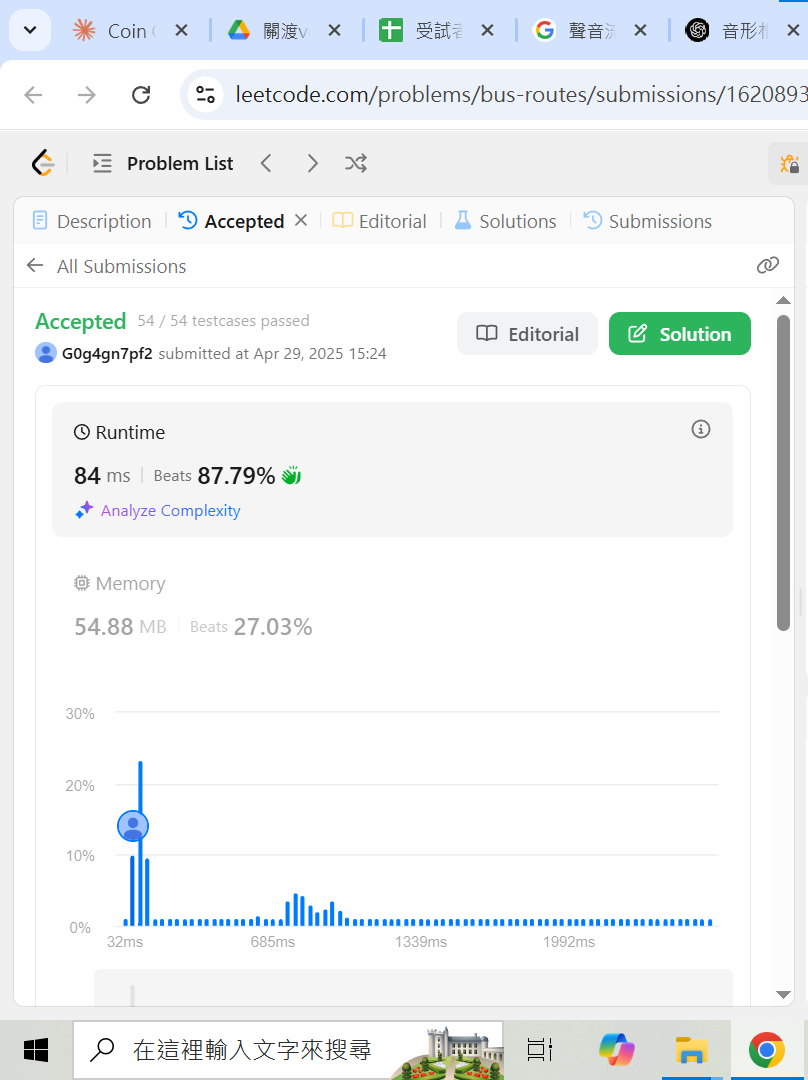 Coin
關渡v
受試者
聲音派
音形板
leetcode.com/problems/bus-routes/submissions/1620893
Problem List
Description Accepted Editorial Solutions Submissions
All Submissions
Accepted 54 / 54 testcases passed
Editorial Solution
G0g4gn7pf2 submitted at Apr 29, 2025 15:24
Runtime
84 ms Beats 87.79%
Analyze Complexity
Memory
54.88 MB Beats 27.03%
30%
20%
10%
0%
32ms 685ms 1339ms 1992ms
在這裡輸入文字來搜尋